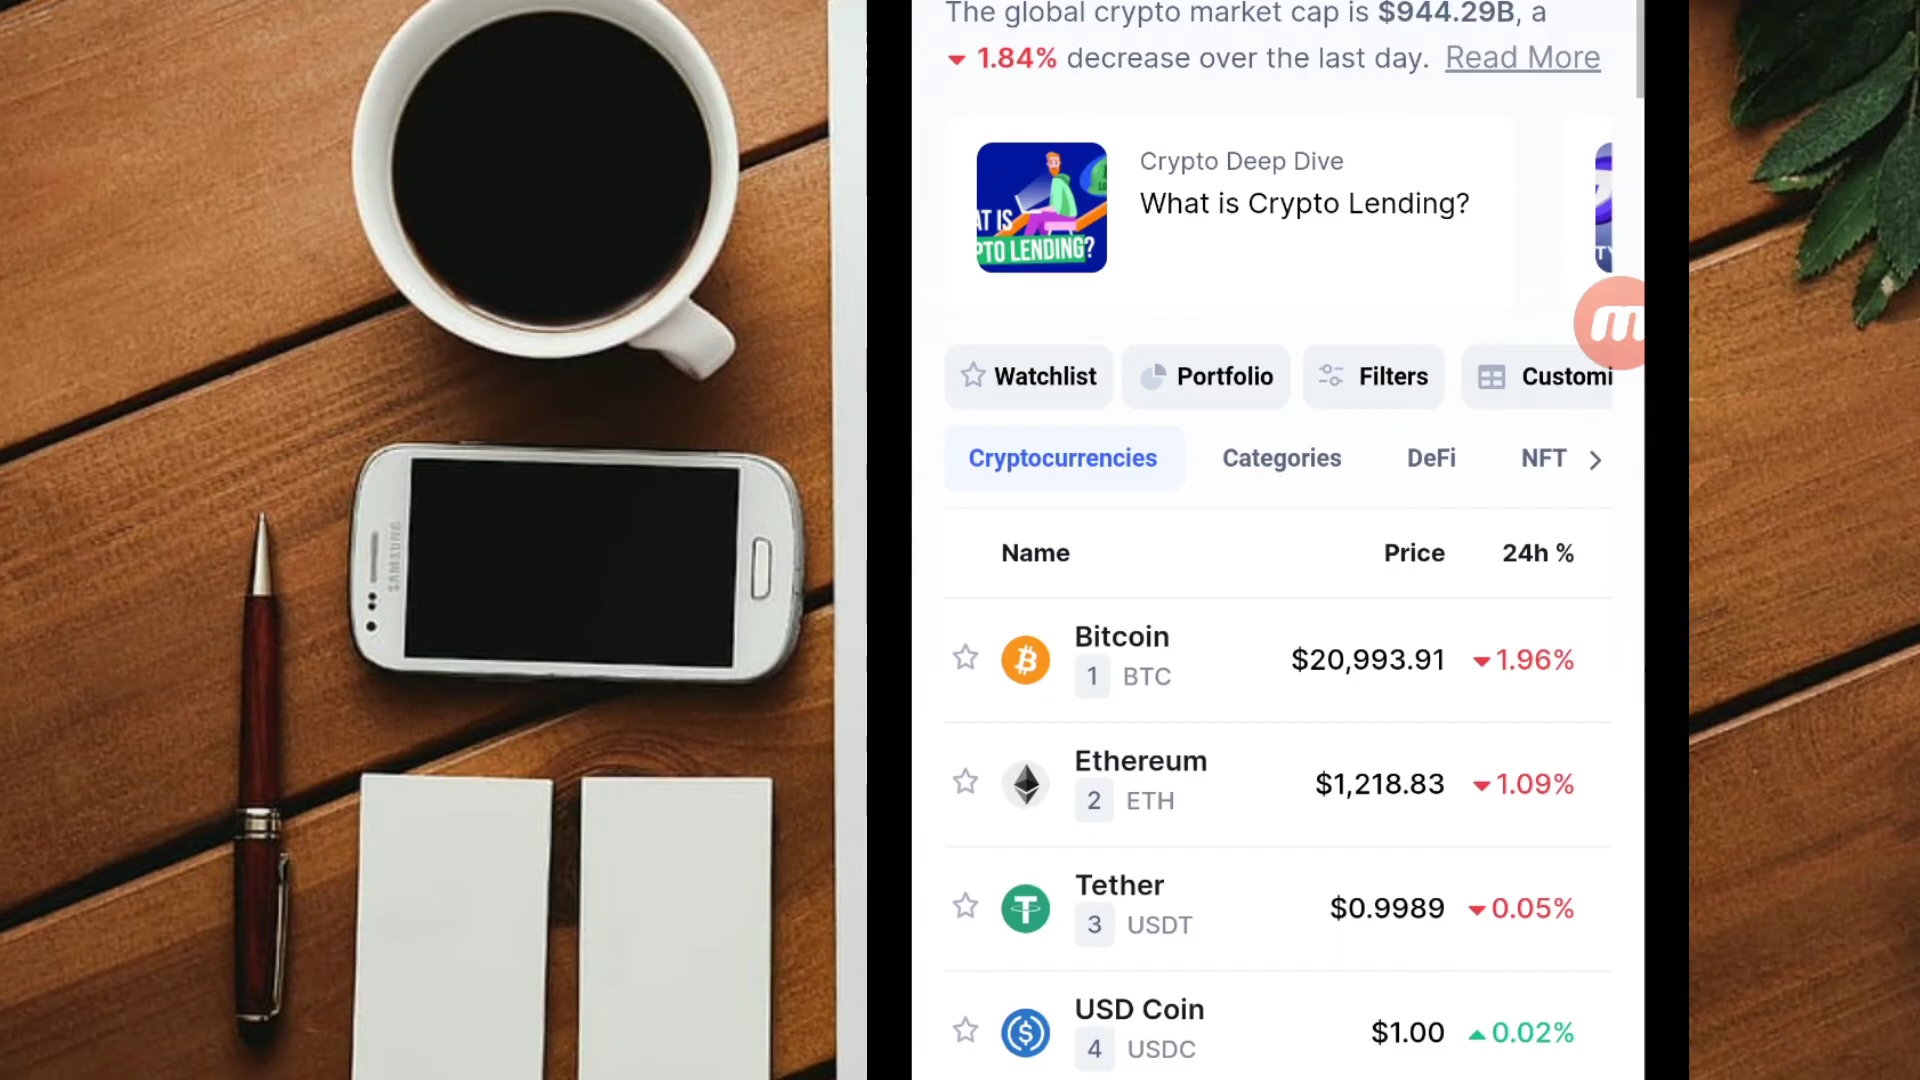 SAMSUNG
The global crypto market cap is $944.29B, a
1.84% decrease over the last day. Read More
AT IS
PTO LENDING?
Crypto Deep Dive
What is Crypto Lending?
m
Watchlist
Portfolio
Filters
Customi
Cryptocurrencies
Categories
DeFi
NFT
Name Price 24h %
Bitcoin
1 BTC
$20,993.91 1.96%
Ethereum
2 ETH
$1,218.83 1.09%
Tether
3 USDT
$0.9989 0.05%
USD Coin
4 USDC
$1.00 0.02%